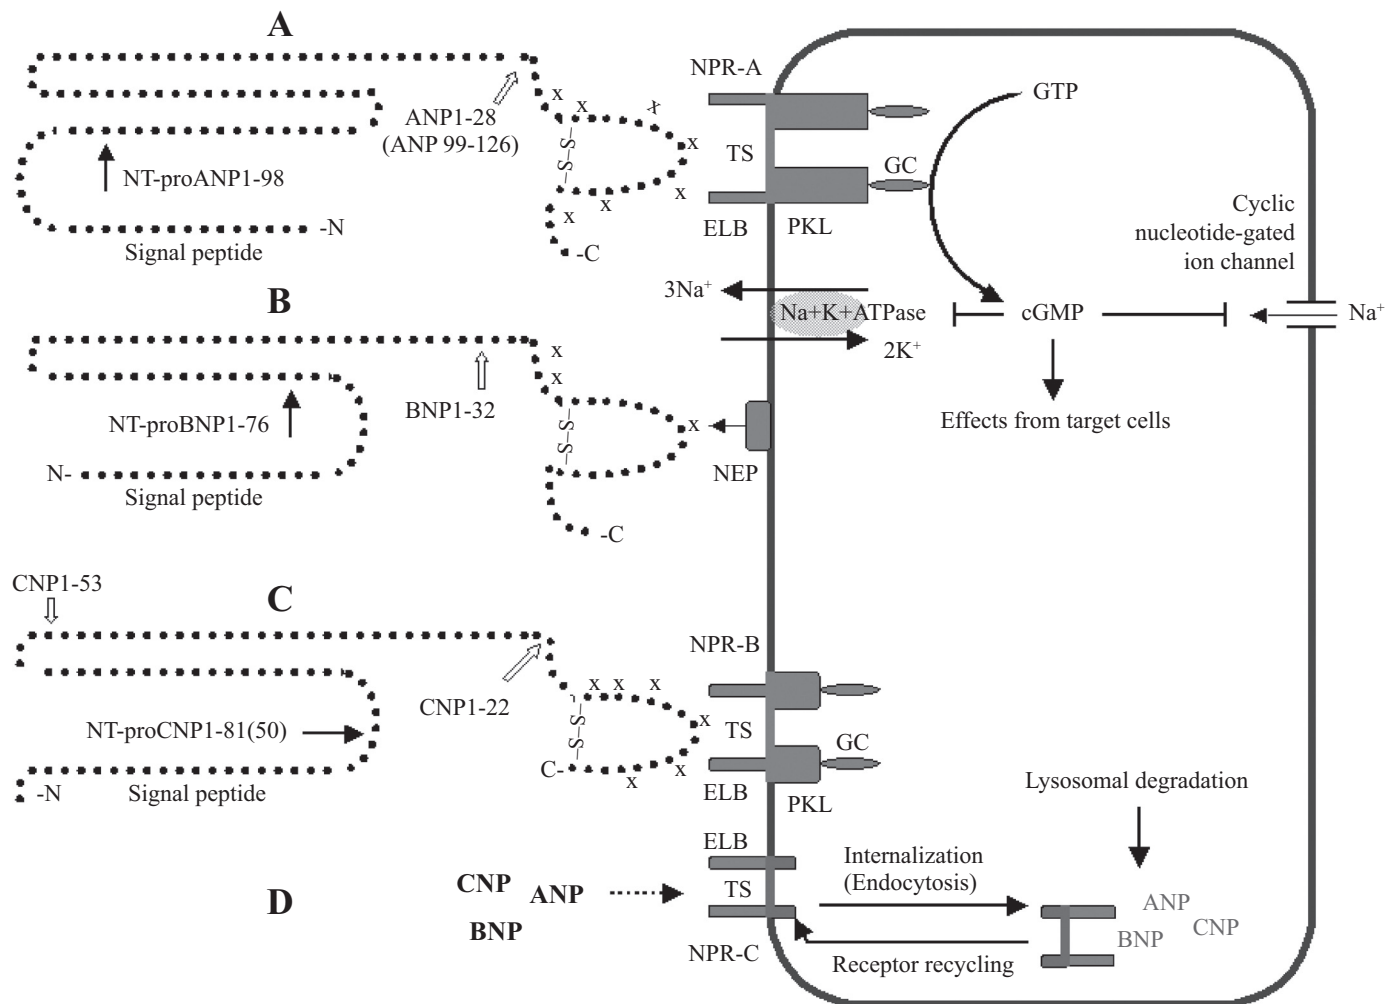 A
NPR-A
GTP
ANP1-28
(ANP 99-126)
x
x
x
x
x
x
x
x
S
S
TS
GC
NT-proANP1-98
-N
Signal peptide
-C
ELB
PKL
Cyclic
nucleotide-gated
ion channel
B
3Na+
Na+K+ATPase
cGMP
Na+
2K+
x
x
BNP1-32
NT-proBNP1-76
S
S
x
Effects from target cells
N-
Signal peptide
NEP
-C
CNP1-53
C
NPR-B
CNP1-22
x
x
x
x
x
x
S
S
TS
NT-proCNP1-81(50)
GC
C-
-N
Signal peptide
ELB
PKL
Lysosomal degradation
ELB
Internalization
(Endocytosis)
D
CNP
ANP
BNP
TS
ANP
CNP
BNP
NPR-C
Receptor recycling